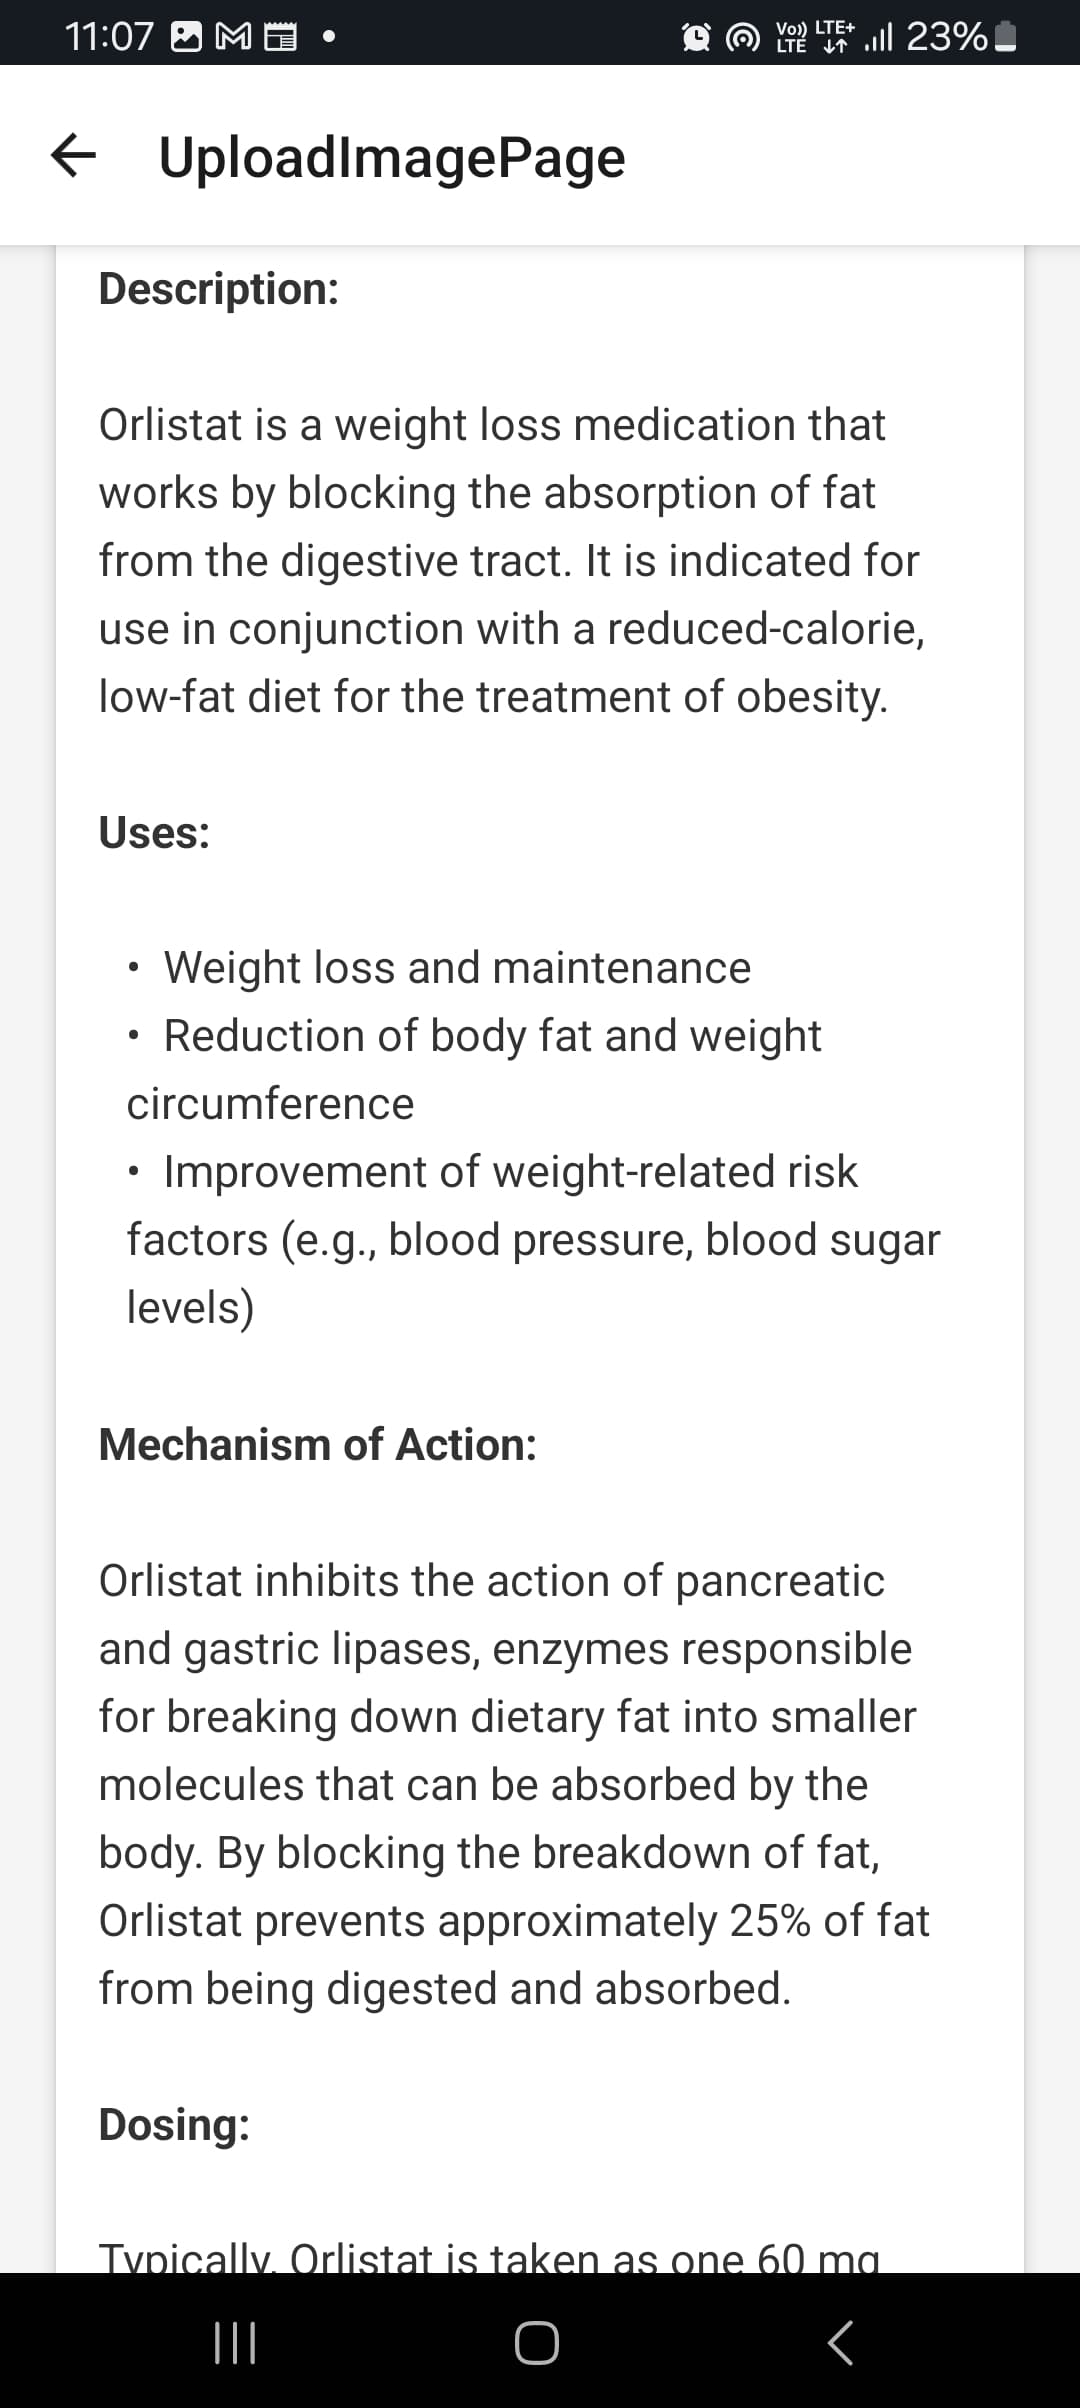 11:07
Vo)) LTE+
LTE
23%
UploadImagePage
Description:
Orlistat is a weight loss medication that
works by blocking the absorption of fat
from the digestive tract. It is indicated for
use in conjunction with a reduced-calorie,
low-fat diet for the treatment of obesity.
Uses:
• Weight loss and maintenance
• Reduction of body fat and weight
circumference
• Improvement of weight-related risk
factors (e.g., blood pressure, blood sugar
levels)
Mechanism of Action:
Orlistat inhibits the action of pancreatic
and gastric lipases, enzymes responsible
for breaking down dietary fat into smaller
molecules that can be absorbed by the
body. By blocking the breakdown of fat,
Orlistat prevents approximately 25% of fat
from being digested and absorbed.
Dosing:
Typically, Orlistat is taken as one 60 mg